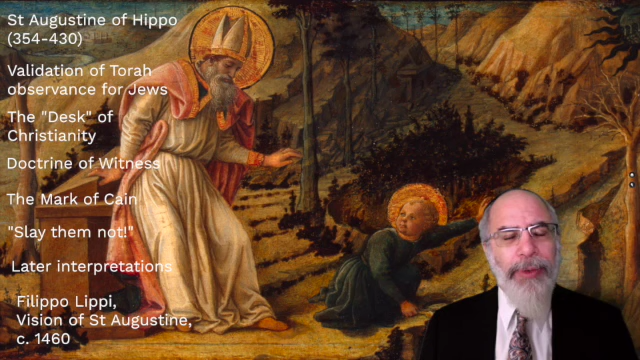 St Augustine of Hippo
(354-430)
Validation of Torah
observance for Jews
The "Desk" of
Christianity
Doctrine of Witness
The Mark of Cain
"Slay them not!"
Later interpretations
Filippo Lippi,
Vision of St Augustine,
c. 1460